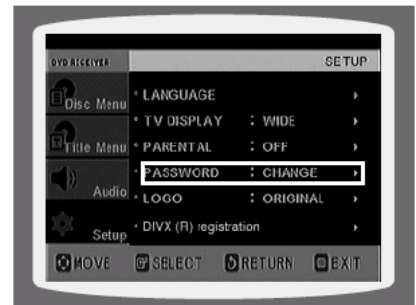 DVD RECEIVER SETUP
Disc Menu
Title Menu
Audio
Setup
LANGUAGE
TV DISPLAY : WIDE
PARENTAL : OFF
PASSWORD : CHANGE
LOGO : ORIGINAL
DIVX (R) registration
MOVE SELECT RETURN EXIT